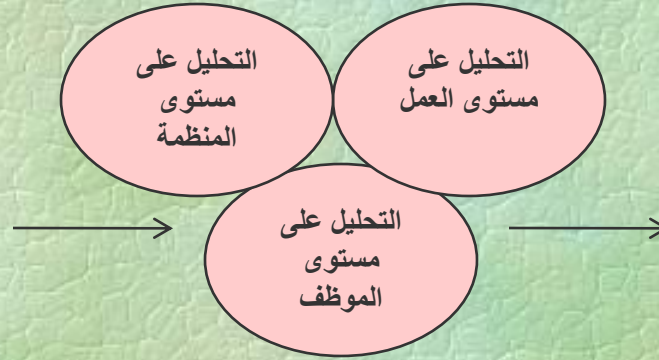 التحليل على
مستوى العمل
التحليل على
مستوى
المنظمة
التحليل على
مستوى
الموظف